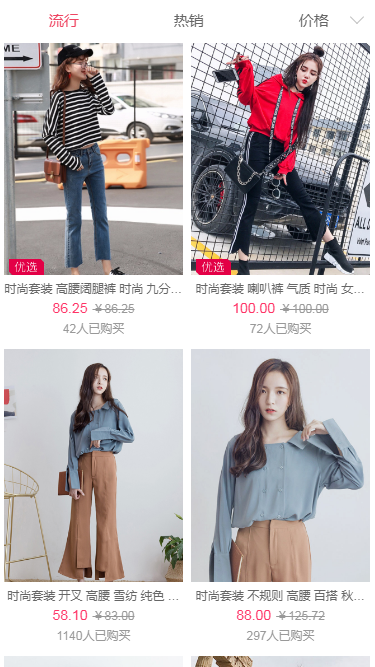 流行 热销 价格
优选 优选
时尚套装 高腰阔腿裤 时尚 九分... 时尚套装 喇叭裤 气质 时尚 女...
86.25 ￥86.25 100.00 ￥100.00
42人已购买 72人已购买
时尚套装 开叉 高腰 雪纺 纯色 ... 时尚套装 不规则 高腰 百搭 秋...
58.10 ￥83.00 88.00 ￥125.72
1140人已购买 297人已购买